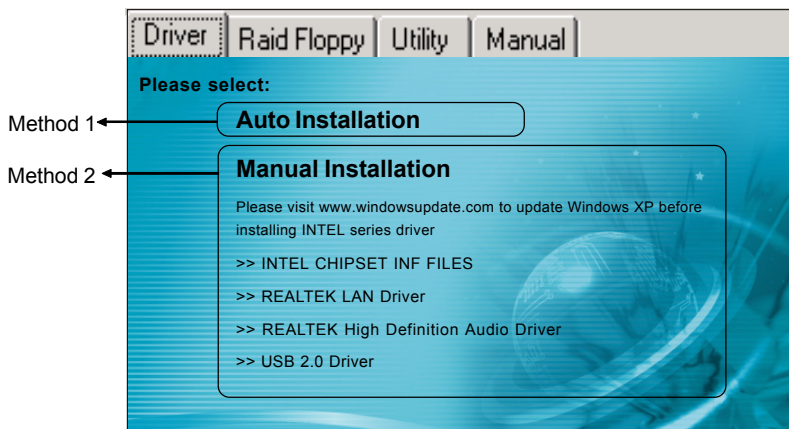 Driver Raid Floppy Utility Manual
Please select:
Method 1
Auto Installation
Method 2
Manual Installation
Please visit www.windowsupdate.com to update Windows XP before
installing INTEL series driver
>> INTEL CHIPSET INF FILES
>> REALTEK LAN Driver
>> REALTEK High Definition Audio Driver
>> USB 2.0 Driver